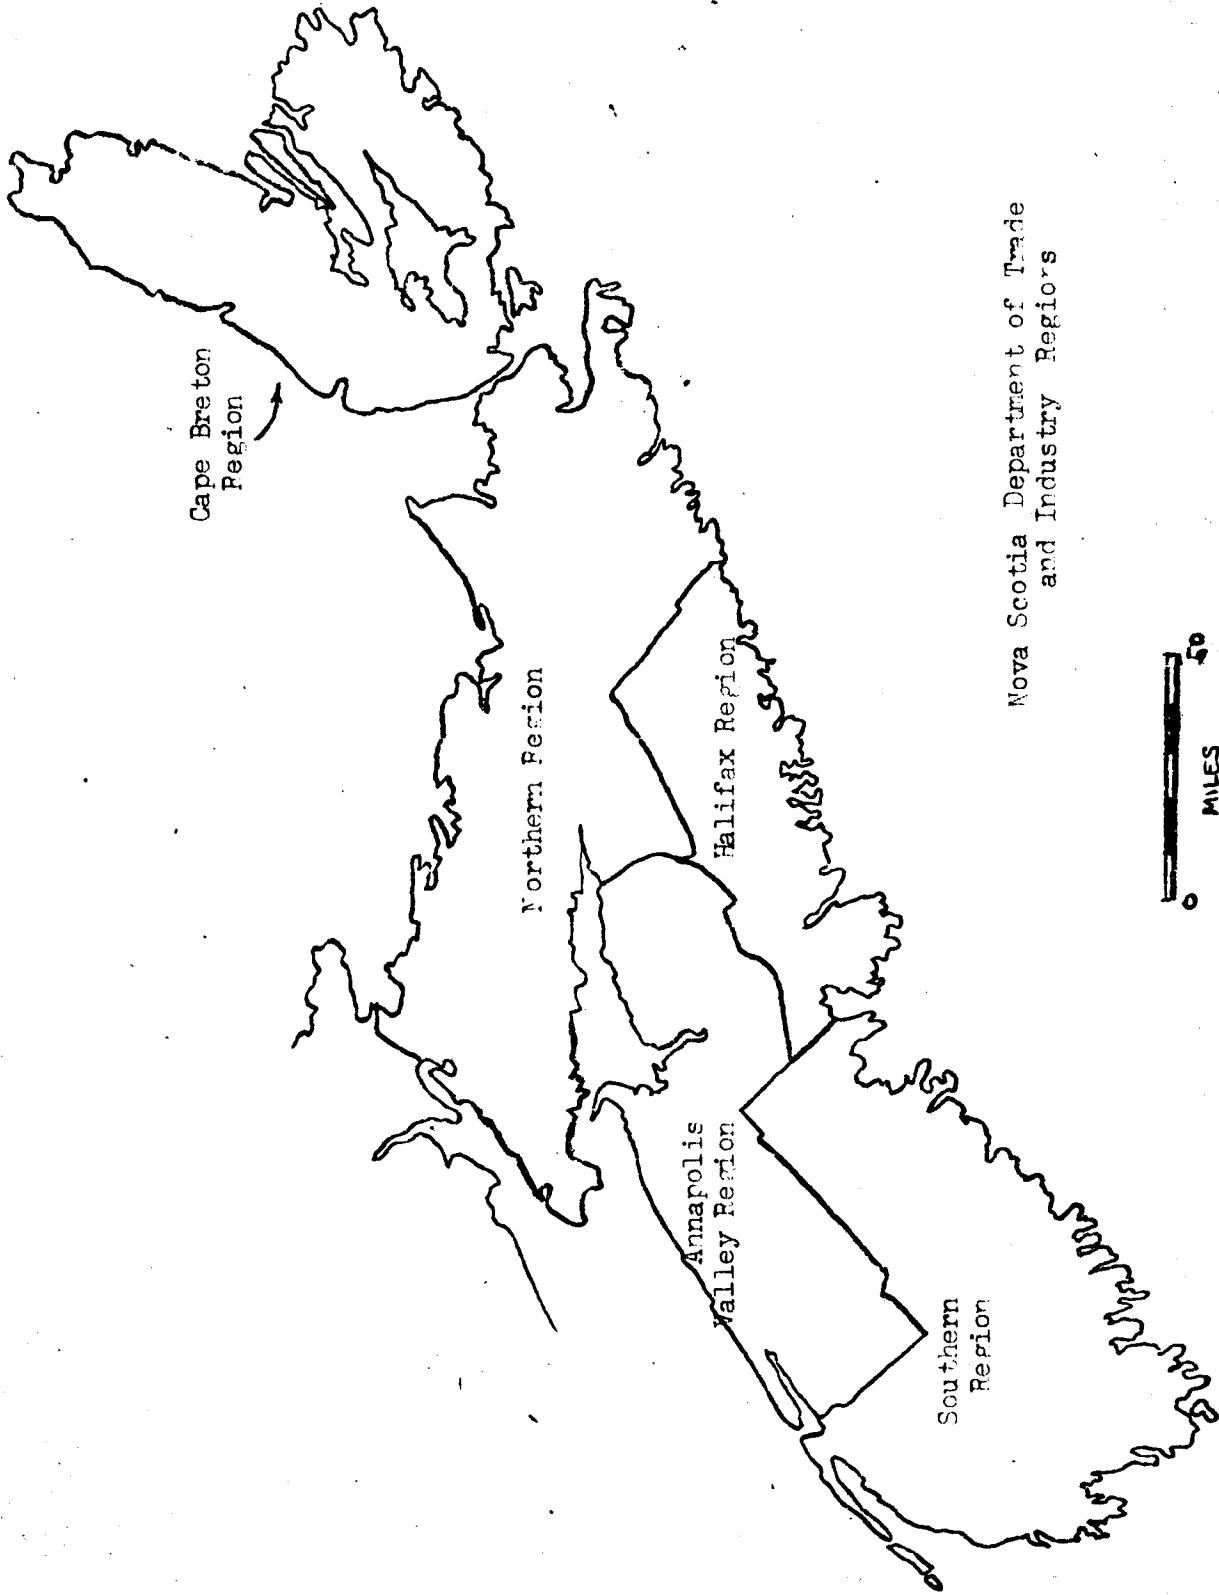 Cape Breton
Region
Northern Region
Halifax Region
Annapolis
Valley Region
Southern
Region
Nova Scotia Department of Trade
and Industry Regions
0 50
MILES